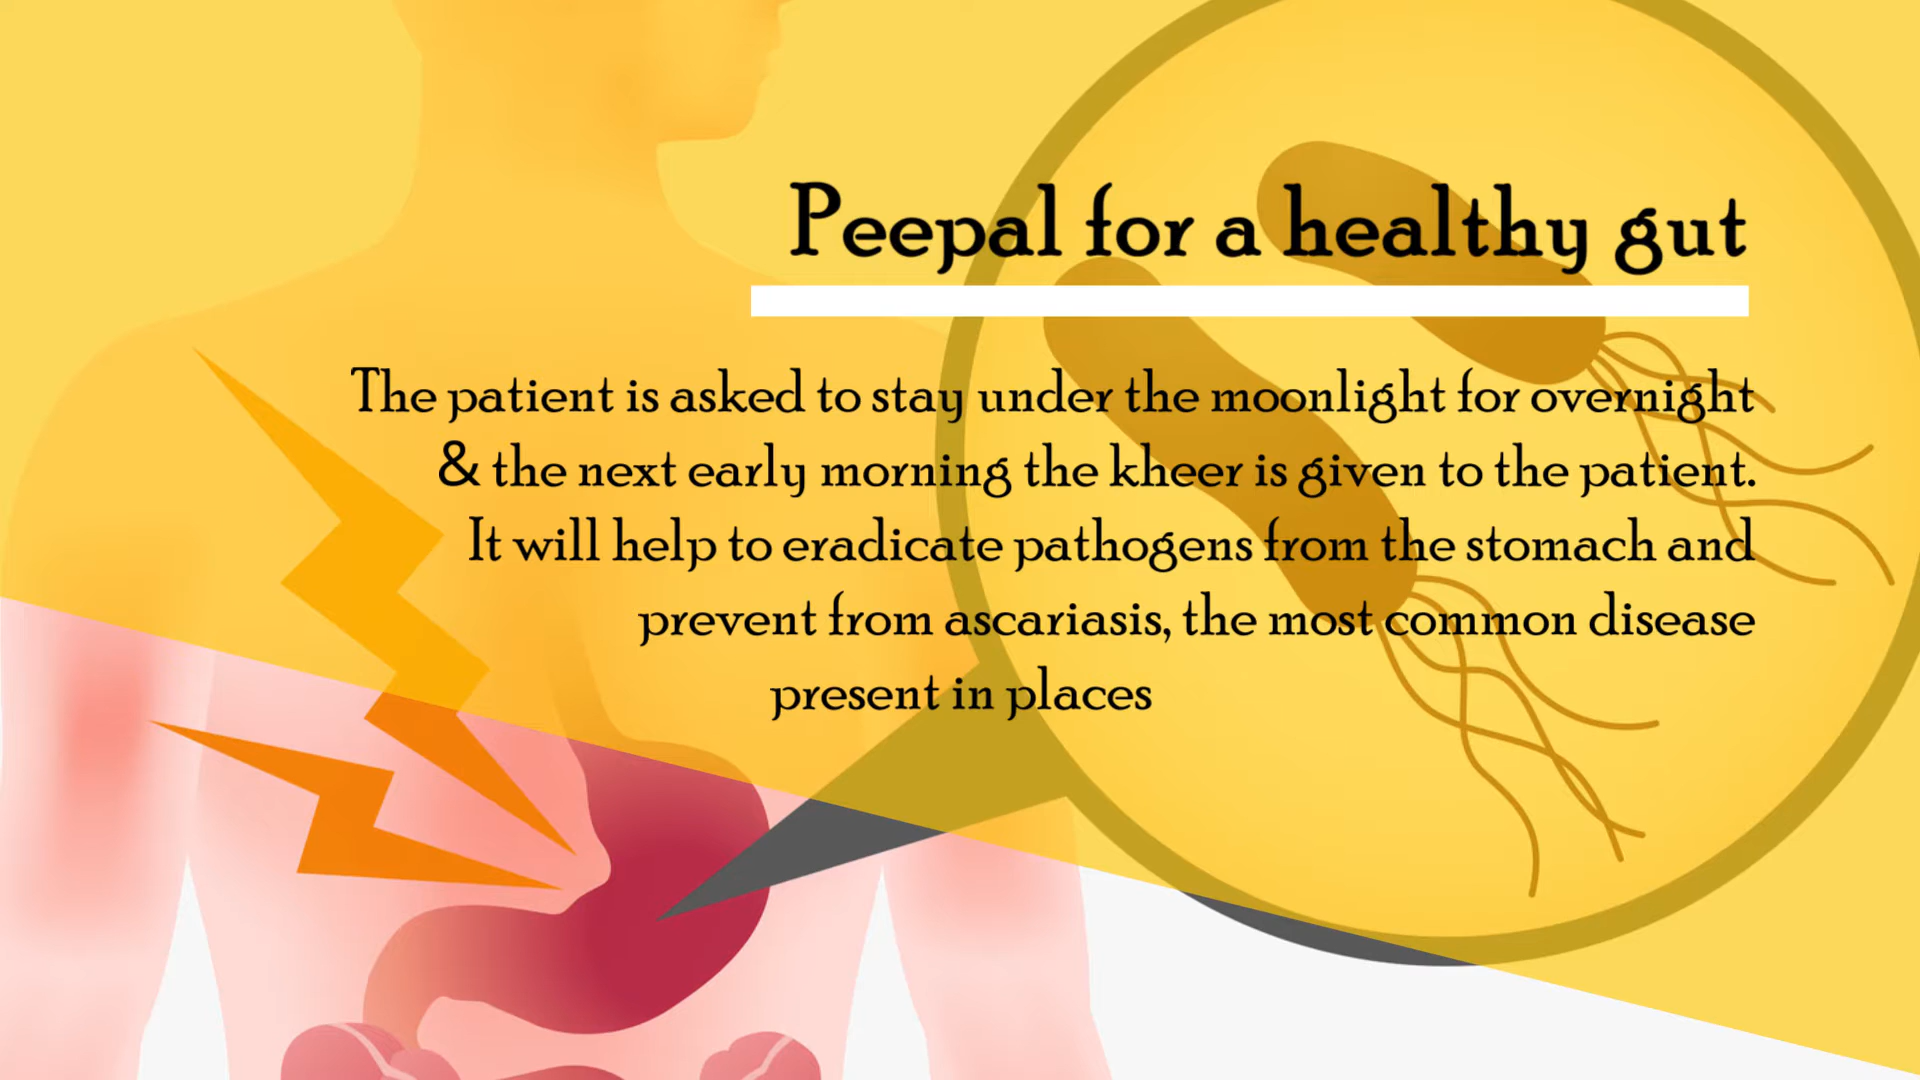 Peepal for a healthy gut
The patient is asked to stay under the moonlight for overnight
& the next early morning the kheer is given to the patient.
It will help to eradicate pathogens from the stomach and
prevent from ascariasis, the most common disease
present in places